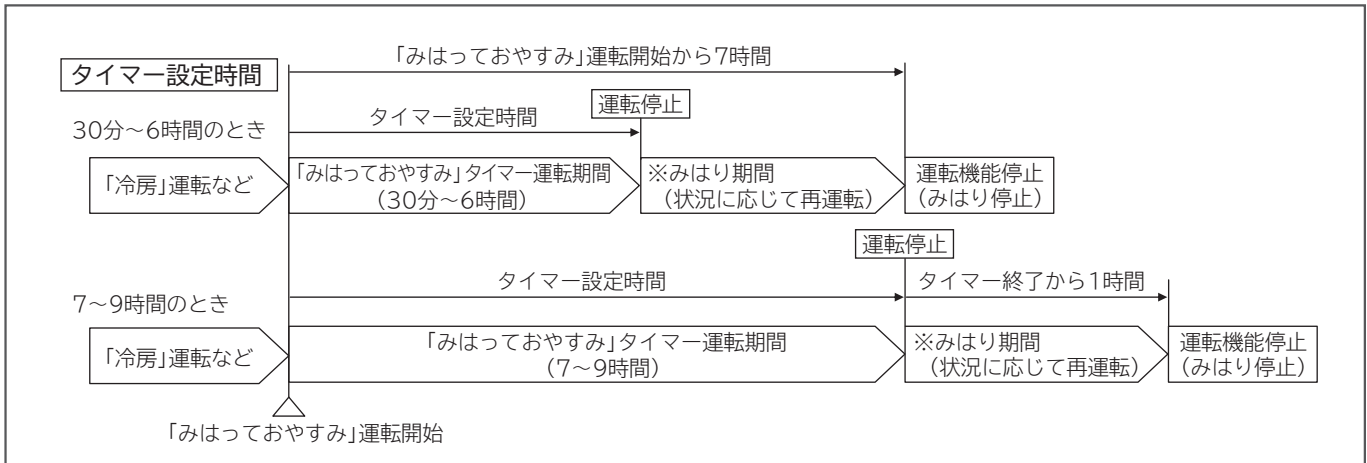 「みはっておやすみ」運転開始から7時間
タイマー設定時間
運転停止
タイマー設定時間
30分～6時間のとき
「冷房」運転など
「みはっておやすみ」タイマー運転期間
（30分～6時間）
※みはり期間
（状況に応じて再運転）
運転機能停止
（みはり停止）
運転停止
タイマー設定時間
タイマー終了から1時間
7～9時間のとき
「冷房」運転など
「みはっておやすみ」タイマー運転期間
（7～9時間）
※みはり期間
（状況に応じて再運転）
運転機能停止
（みはり停止）
「みはっておやすみ」運転開始